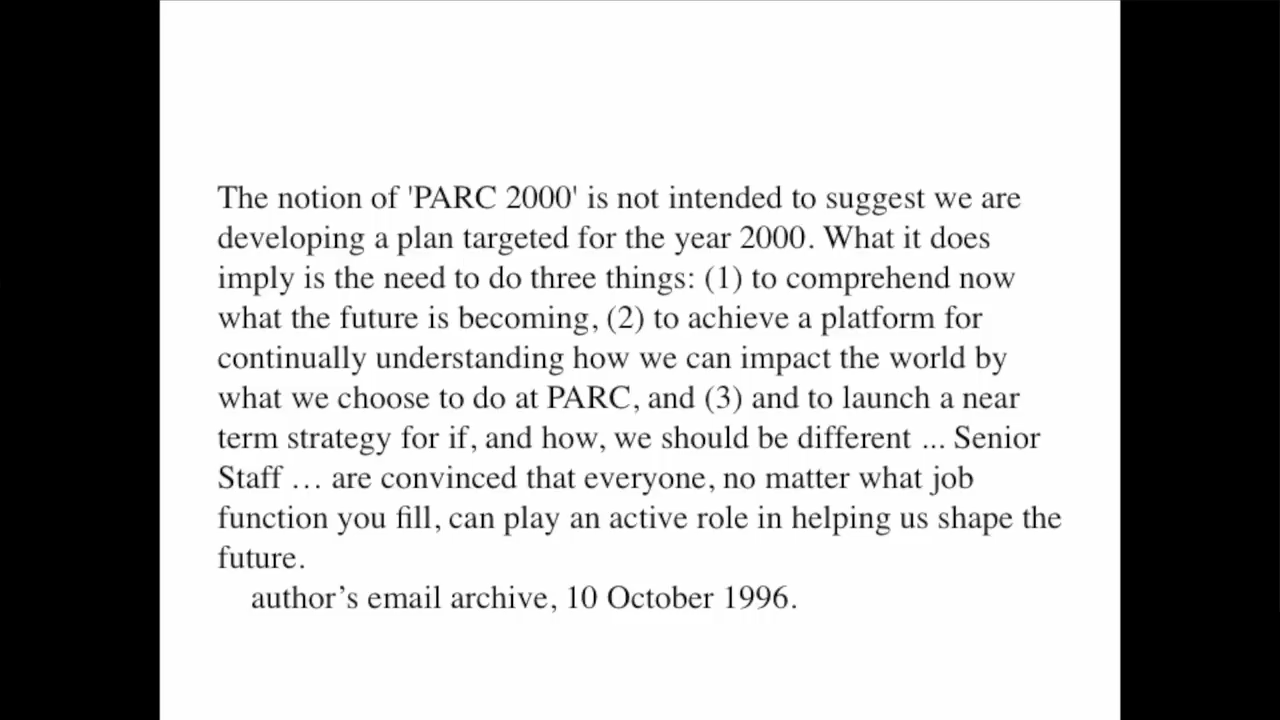 The notion of 'PARC 2000' is not intended to suggest we are
developing a plan targeted for the year 2000. What it does
imply is the need to do three things: (1) to comprehend now
what the future is becoming, (2) to achieve a platform for
continually understanding how we can impact the world by
what we choose to do at PARC, and (3) and to launch a near
term strategy for if, and how, we should be different ... Senior
Staff … are convinced that everyone, no matter what job
function you fill, can play an active role in helping us shape the
future.
author’s email archive, 10 October 1996.